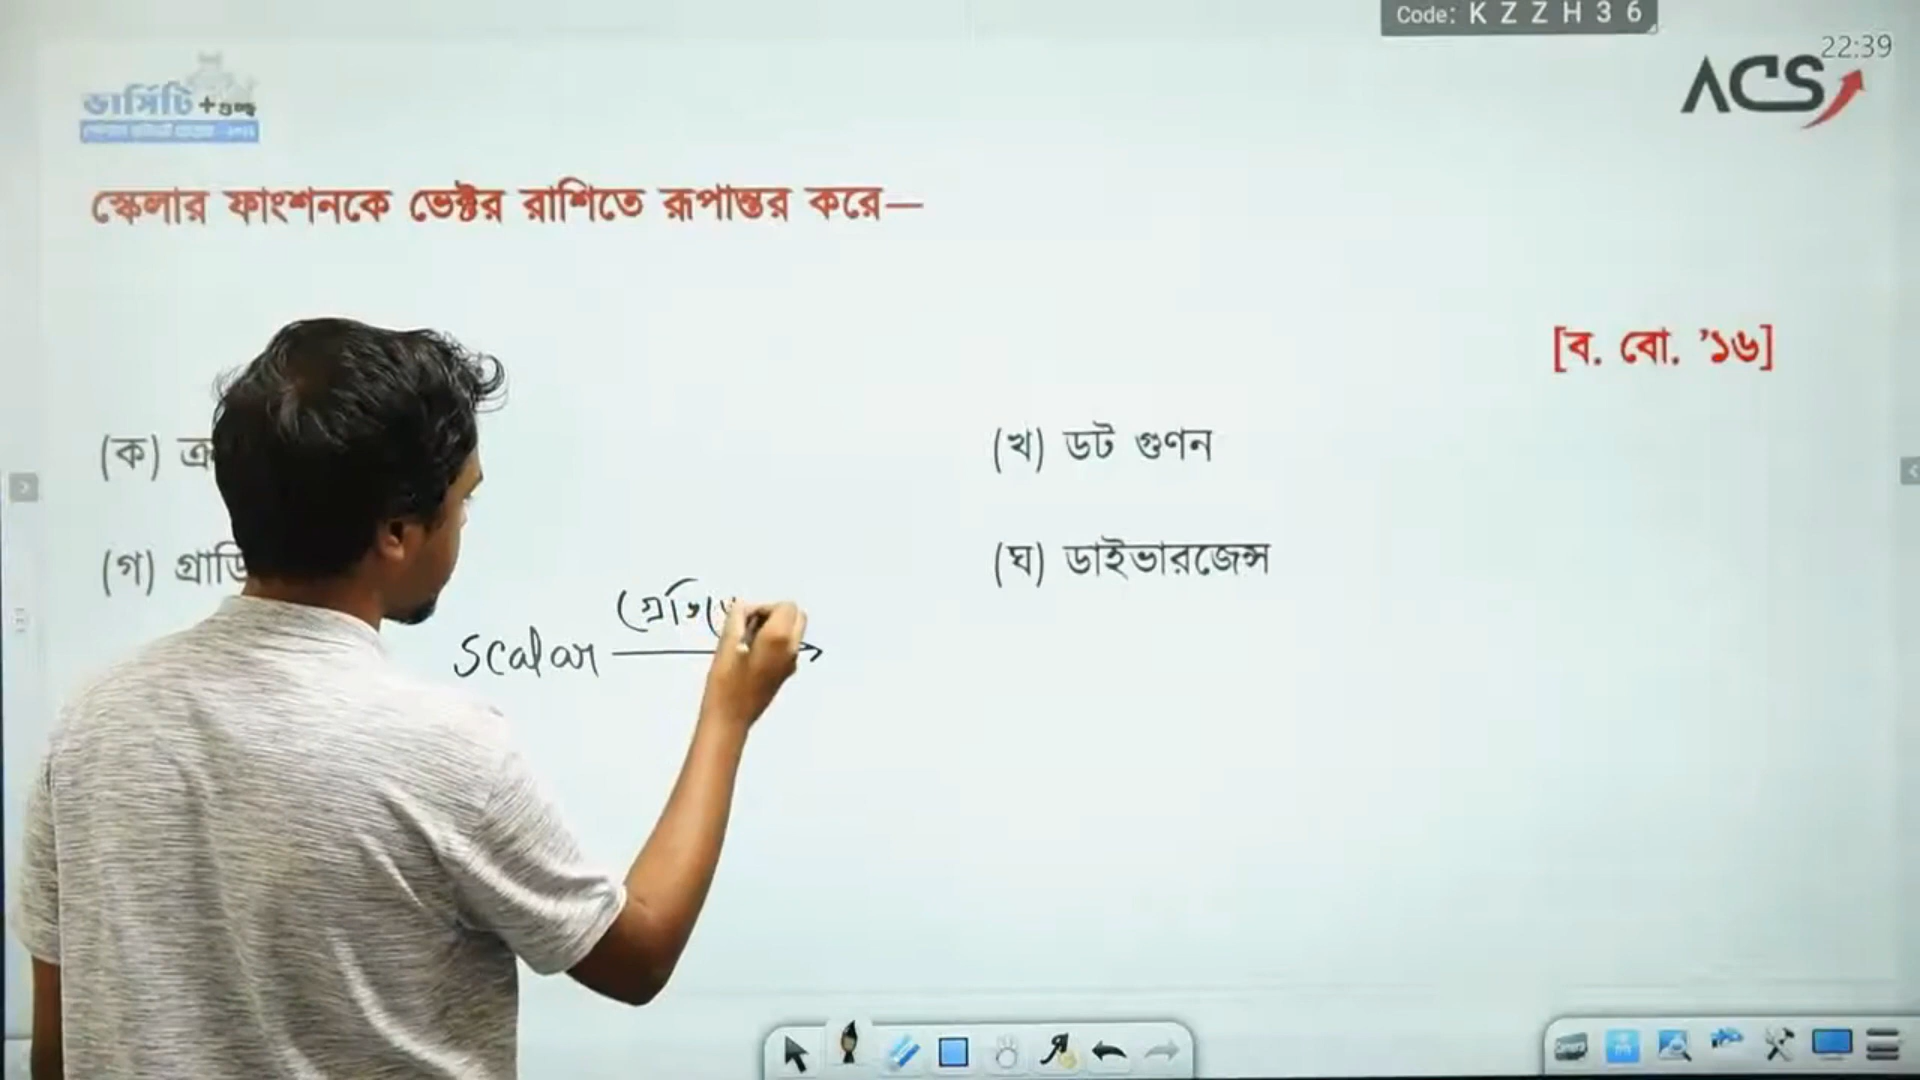 Code: K Z Z H 3 6
22:39
ACS
ভার্সিটি +গুচ্ছ
স্কেলার ফাংশনকে ভেক্টর রাশিতে রূপান্তর করে—
[ব. বো. ’১৬]
(ক)
(খ) ডট গুণন
(গ)
(ঘ) ডাইভারজেন্স
scalar